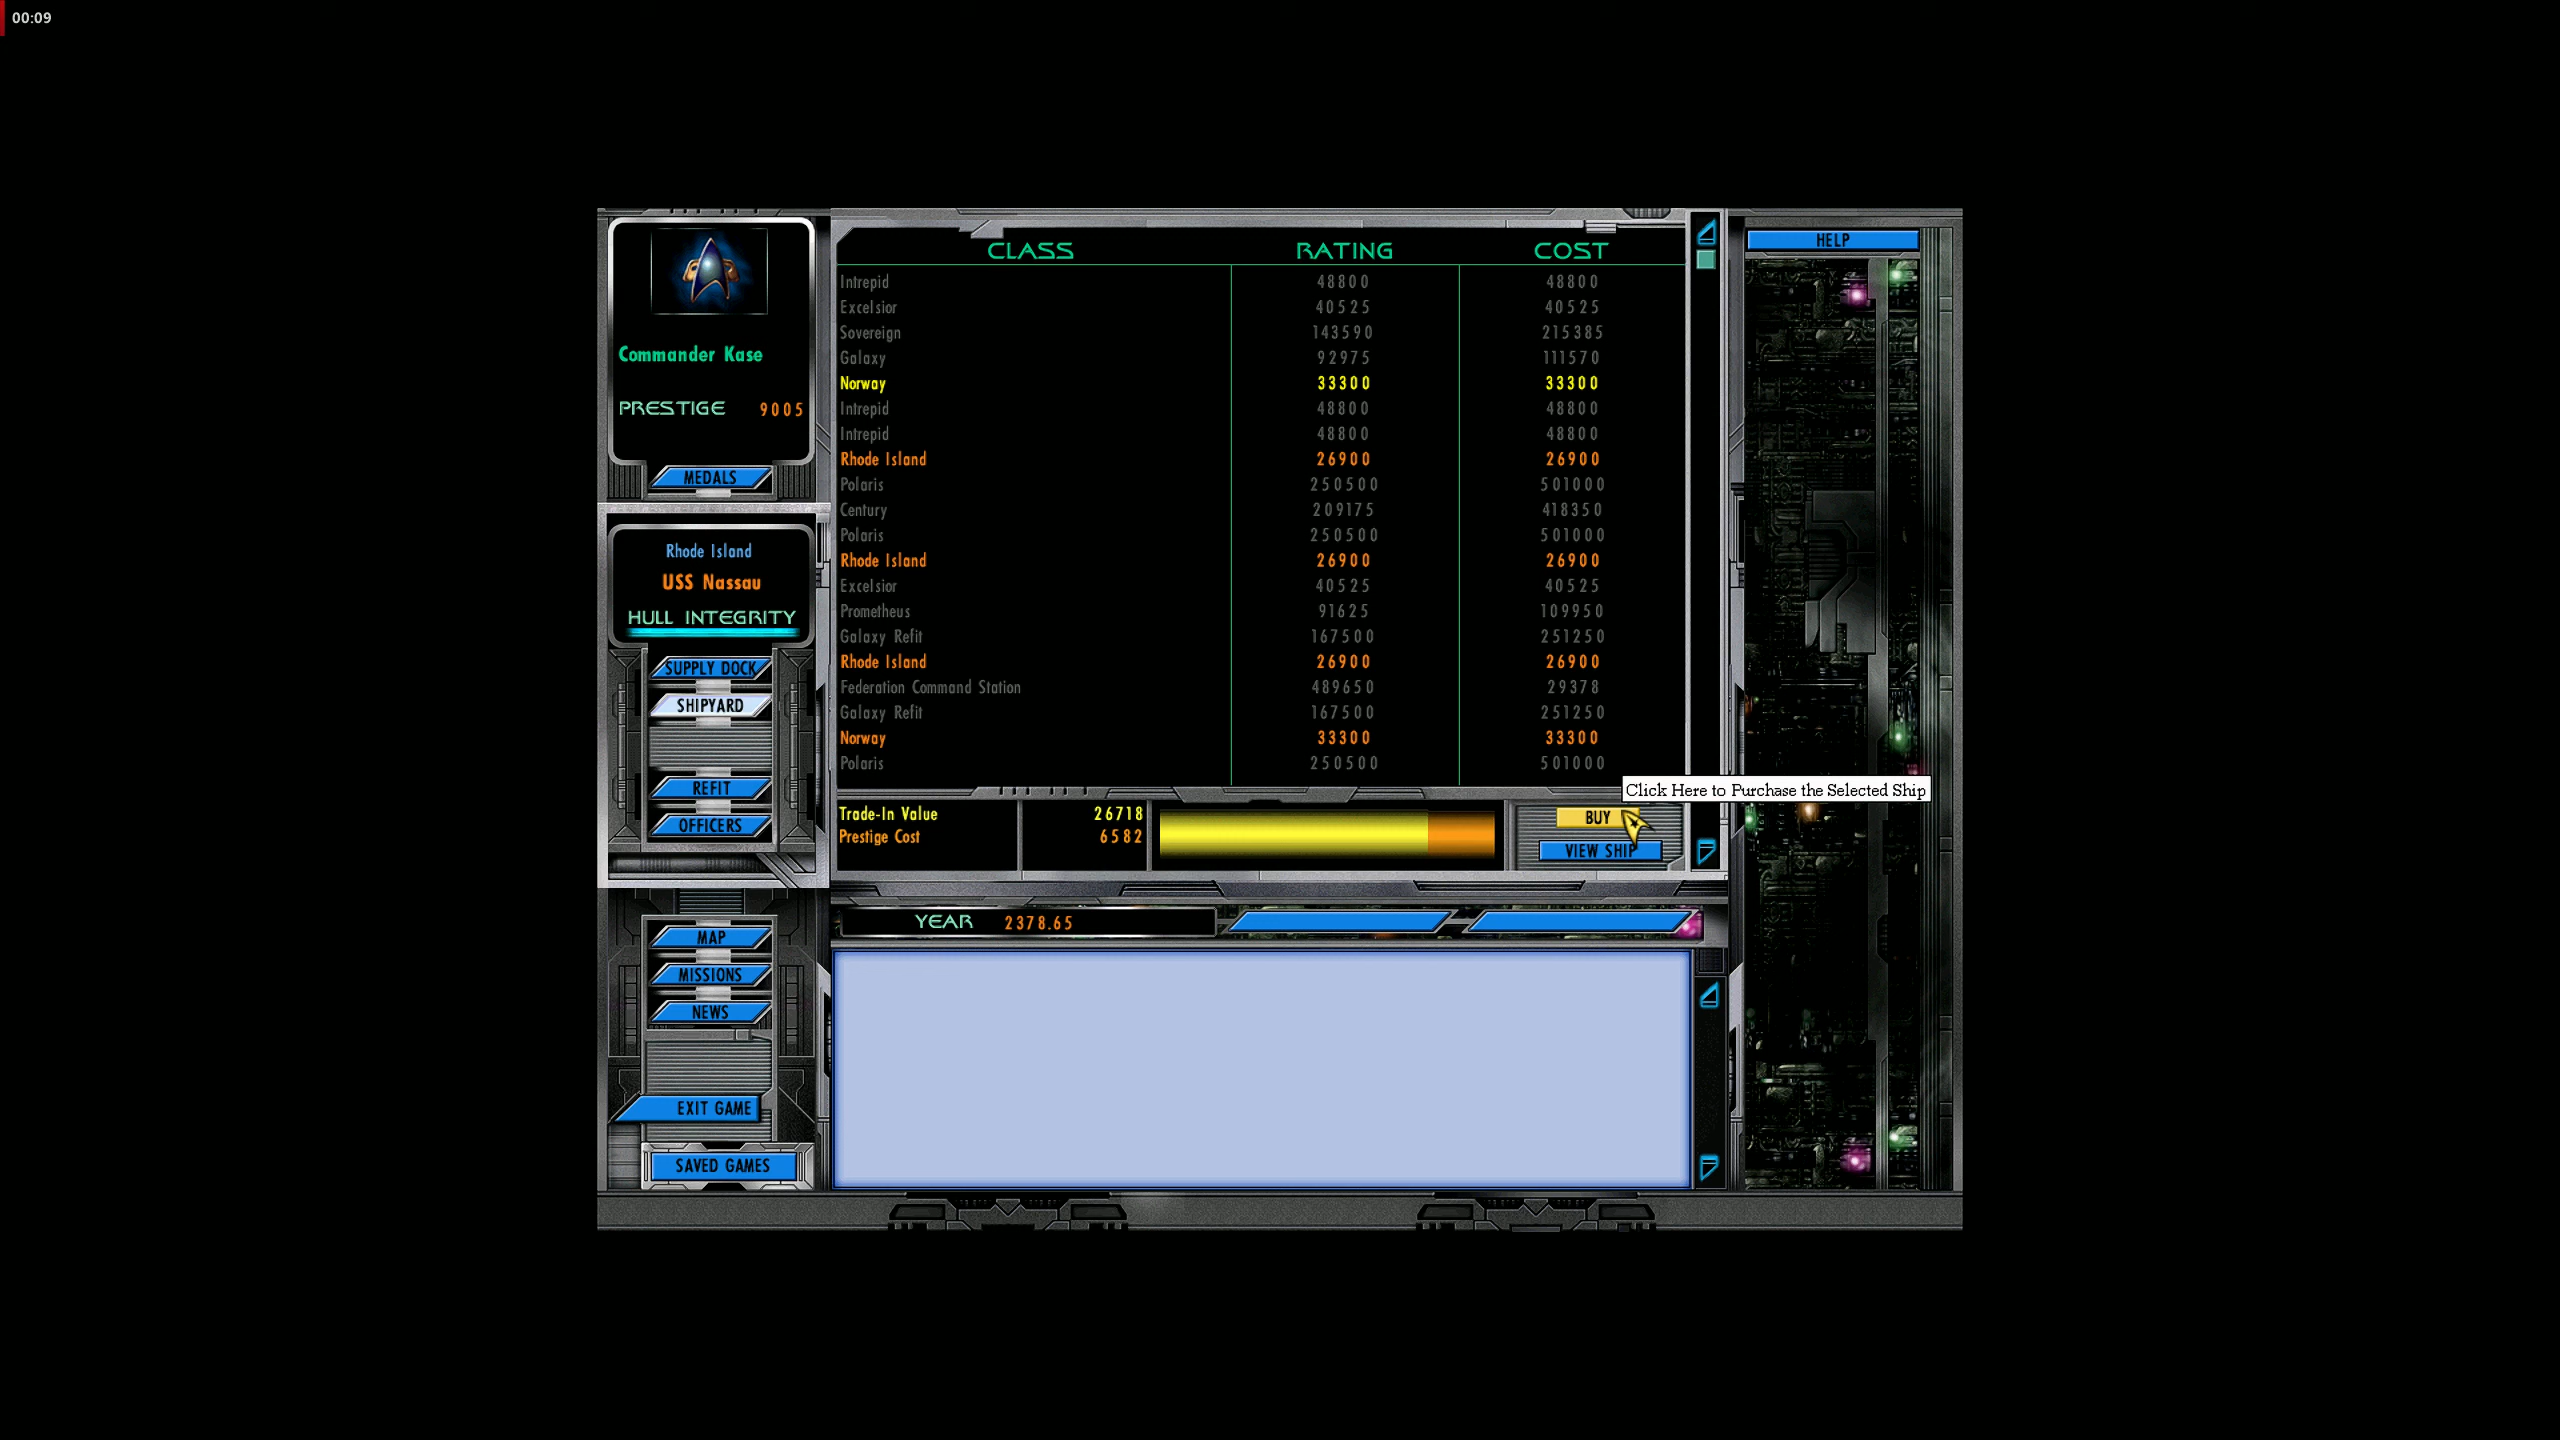 00:09
Commander Kase
PRESTIGE 9005
MEDALS
Rhode Island
USS Nassau
HULL INTEGRITY
SUPPLY DOCK
SHIPYARD
REFIT
OFFICERS
MAP
MISSIONS
NEWS
EXIT GAME
SAVED GAMES
CLASS RATING COST
Intrepid 48800 48800
Excelsior 40525 40525
Sovereign 143590 215385
Galaxy 92975 111570
Norway 33300 33300
Intrepid 48800 48800
Intrepid 48800 48800
Rhode Island 26900 26900
Polaris 250500 501000
Century 209175 418350
Polaris 250500 501000
Rhode Island 26900 26900
Excelsior 40525 40525
Prometheus 91625 109950
Galaxy Refit 167500 251250
Rhode Island 26900 26900
Federation Command Station 489650 29378
Galaxy Refit 167500 251250
Norway 33300 33300
Polaris 250500 501000
Click Here to Purchase the Selected Ship
Trade-In Value 26718
Prestige Cost 6582
BUY
VIEW SHIP
YEAR 2378.65
HELP